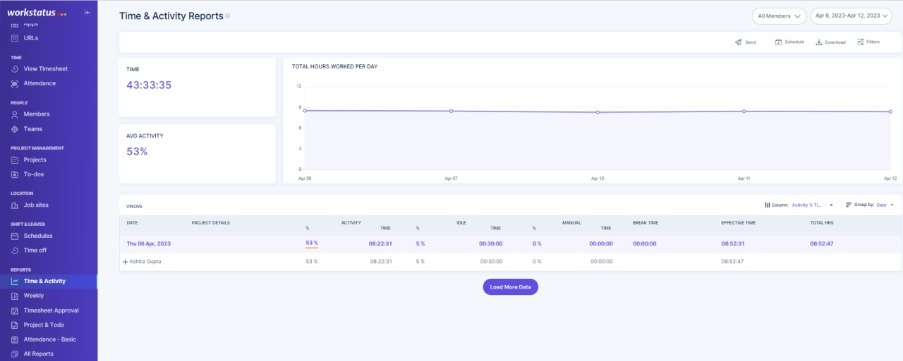 workstatus
Time & Activity Reports
All Members
Apr 6, 2023-Apr 12, 2023
Apps
URLs
TIME
View Timesheet
Attendance
PEOPLE
Members
Teams
PROJECT MANAGEMENT
Projects
To-dos
LOCATION
Job sites
SHIFT & LEAVES
Schedules
Time off
REPORTS
Time & Activity
Weekly
Timesheet Approval
Project & Todo
Attendance - Basic
All Reports
Send Schedule Download Filters
TIME
43:33:35
AVG ACTIVITY
53%
TOTAL HOURS WORKED PER DAY
12
9
6
3
0
Apr 06 Apr 07 Apr 10 Apr 11 Apr 12
VINOVE
Column: Activity % Ti... Group by: Date
DATE PROJECT DETAILS ACTIVITY IDLE MANUAL BREAK TIME EFFECTIVE TIME TOTAL HRS
% TIME % TIME % TIME
Thu 06 Apr, 2023 53 % 08:22:31 5 % 00:30:00 0 % 00:00:00 00:00:00 08:52:31 08:52:47
+ Kshitiz Gupta 53 % 08:22:31 5 % 00:30:00 0 % 00:00:00 08:52:47
Load More Data